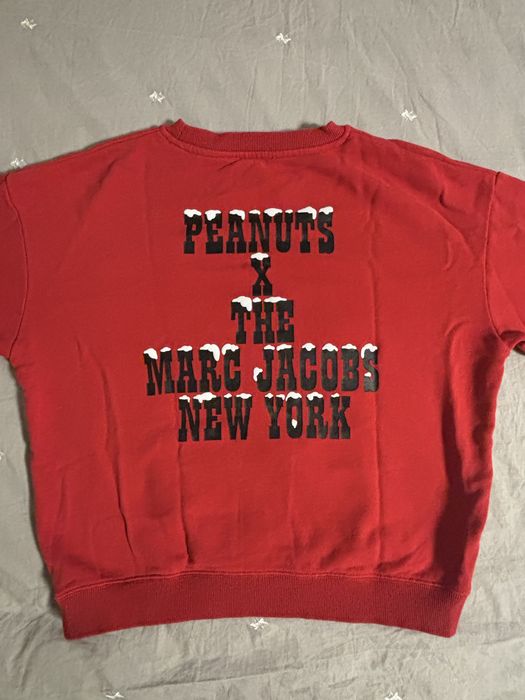 PEANUTS
X
THE
MARC JACOBS
NEW YORK